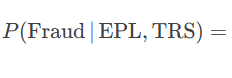 P(Fraud | EPL, TRS) =